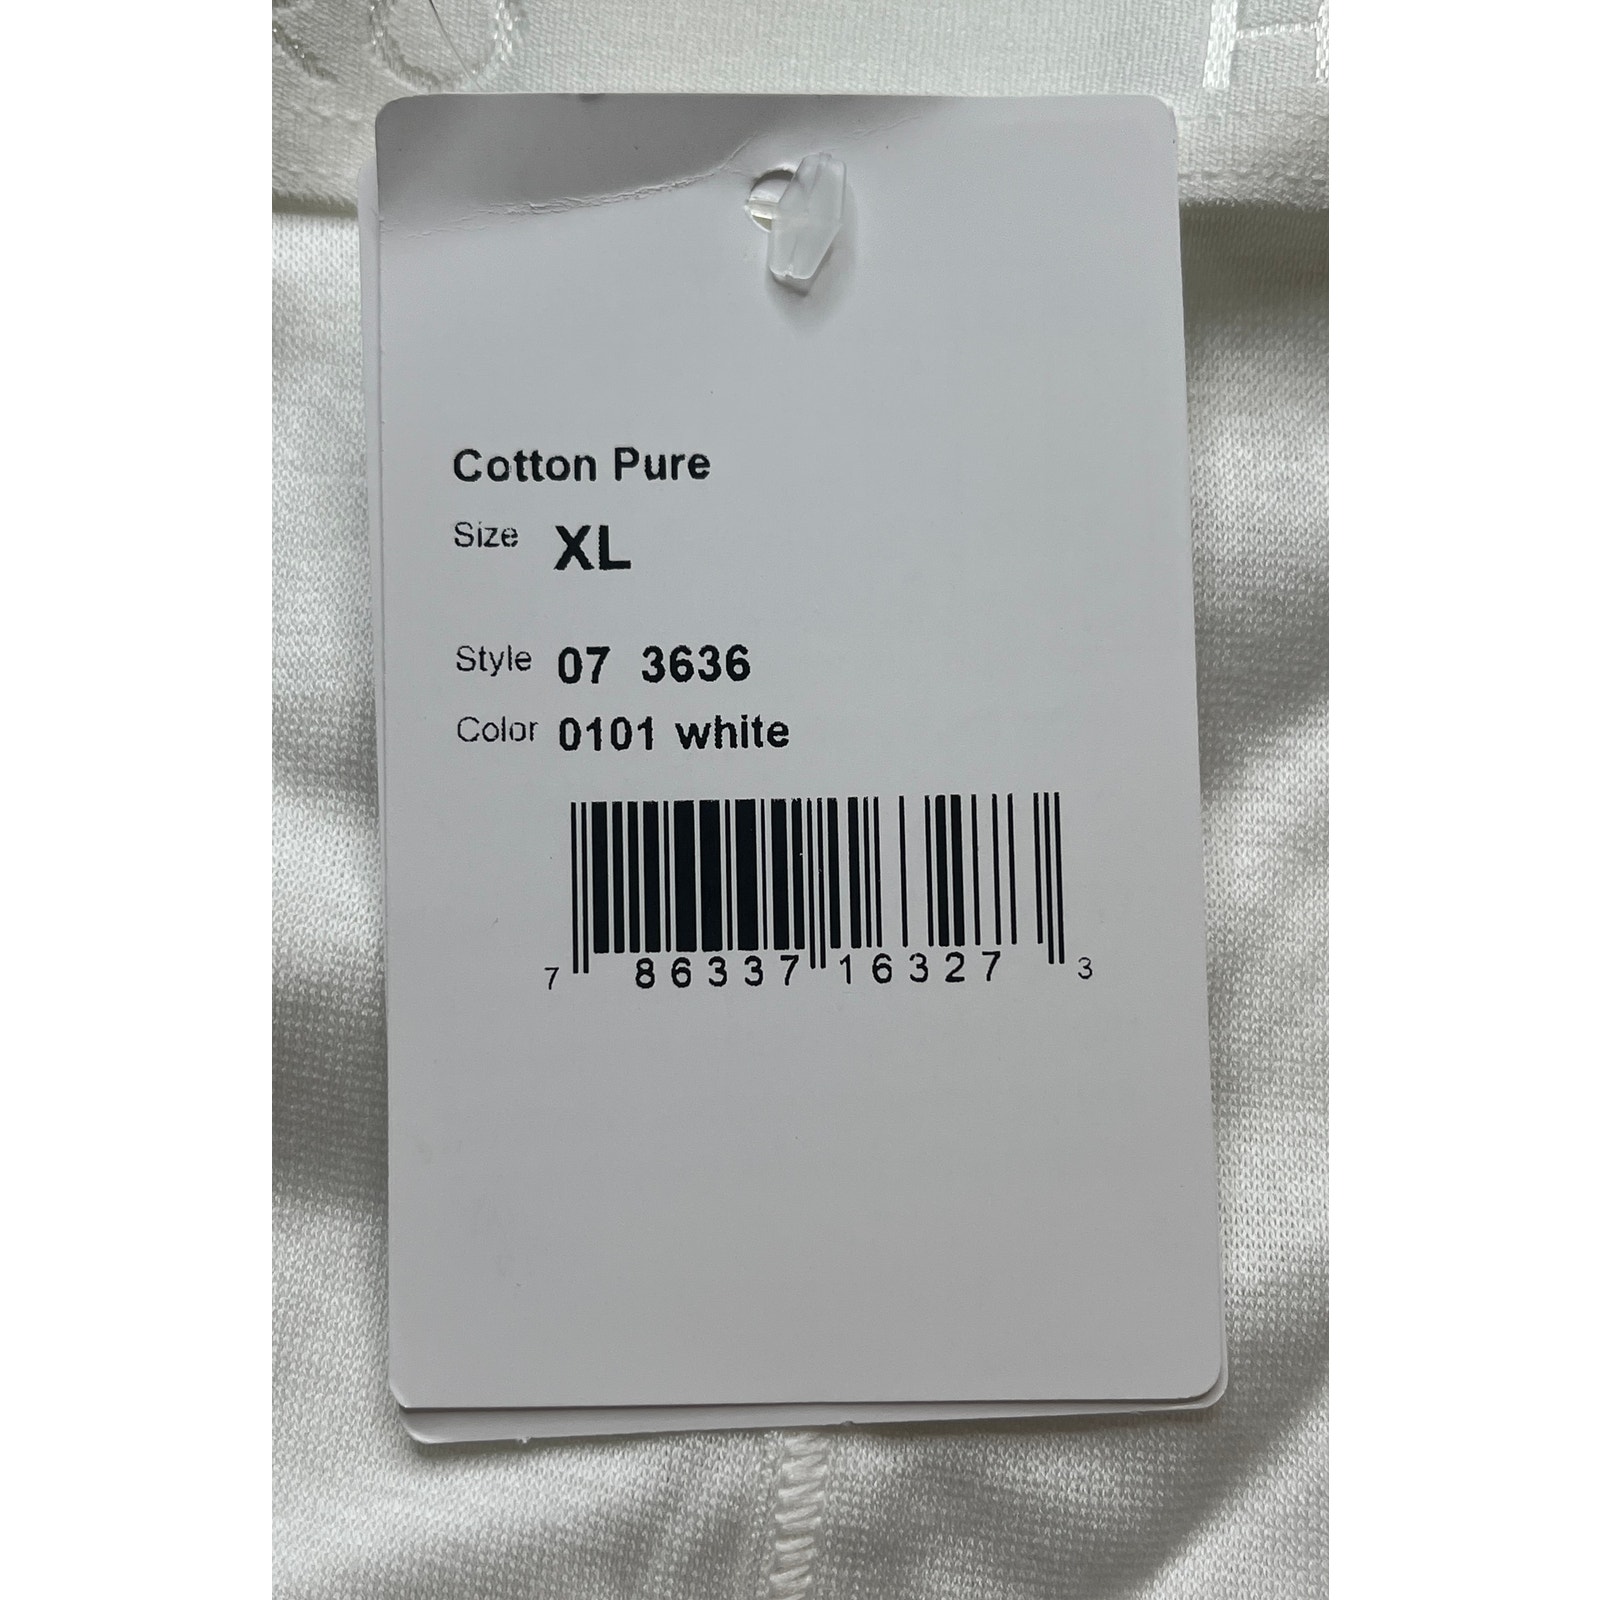 Cotton Pure
Size XL
Style 07 3636
Color 0101 white
7 86337 16327 3